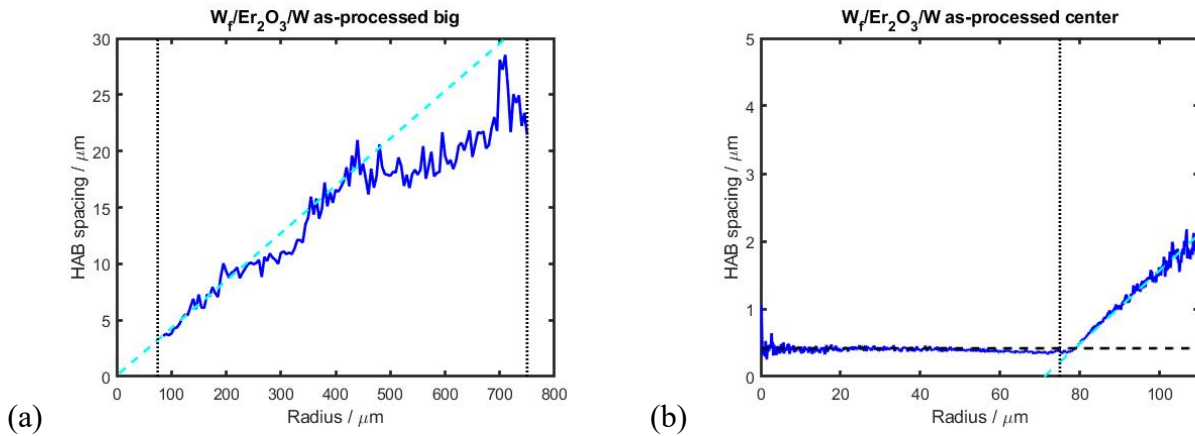 W_f/Er_2O_3/W as-processed big
30
25
20
15
10
5
0
HAB spacing / μm
0 100 200 300 400 500 600 700 800
Radius / μm
(a)
W_f/Er_2O_3/W as-processed center
5
4
3
2
1
0
HAB spacing / μm
0 20 40 60 80 100
Radius / μm
(b)